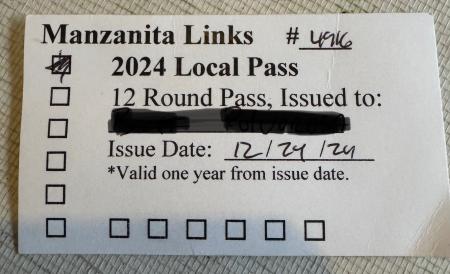 Manzanita Links # 4916
2024 Local Pass
12 Round Pass, Issued to:
Issue Date: 12/24/24
*Valid one year from issue date.